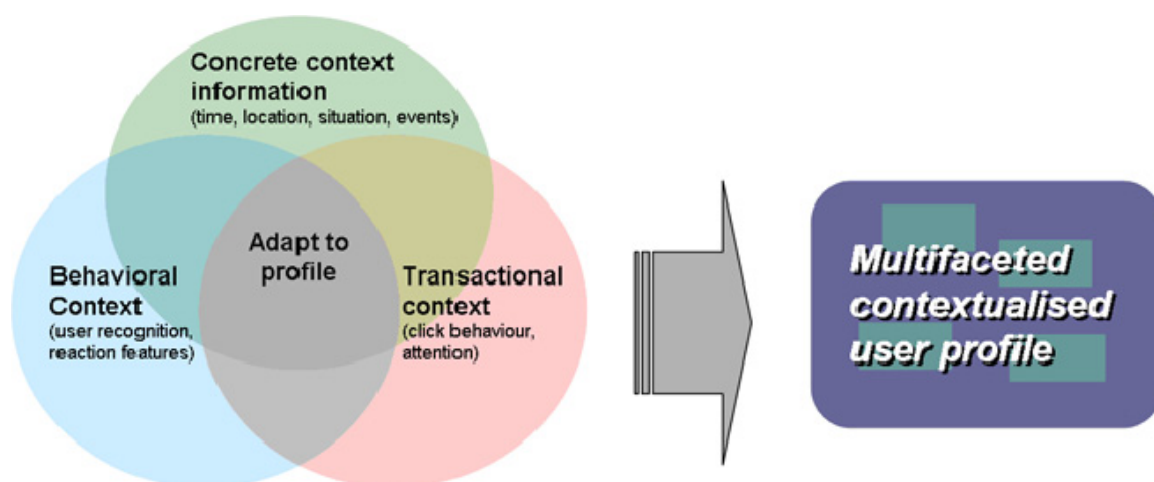 Concrete context
information
(time, location, situation, events)
Adapt to
profile
Behavioral
Context
(user recognition,
reaction features)
Transactional
context
(click behaviour,
attention)
Multifaceted
contextualised
user profile